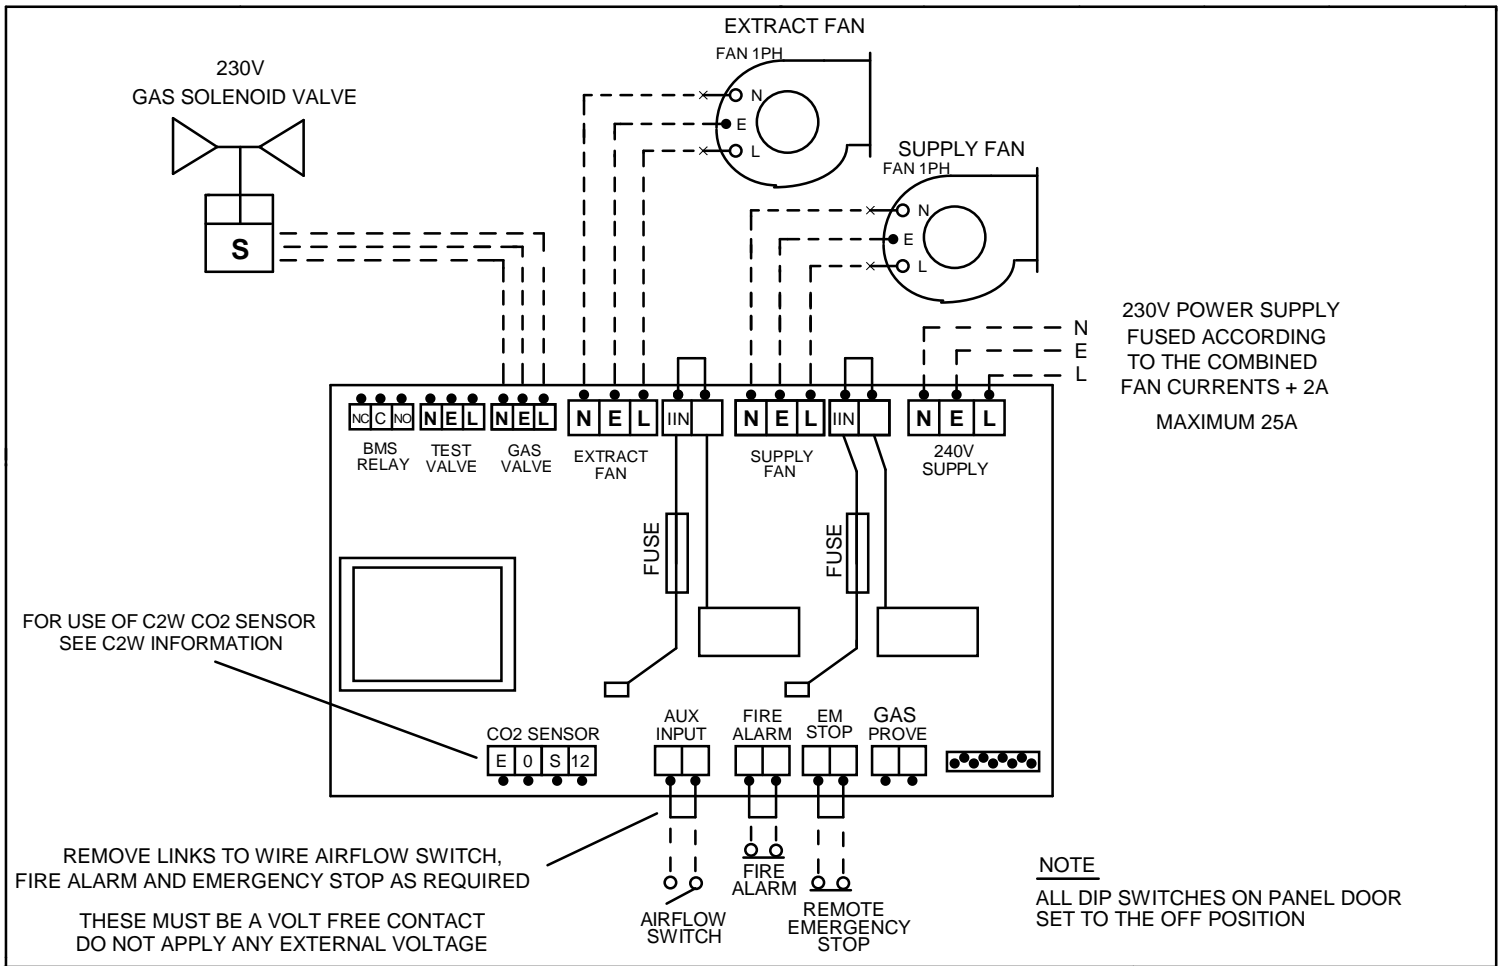 EXTRACT FAN
FAN 1PH
N
E
L
230V
GAS SOLENOID VALVE
S
SUPPLY FAN
FAN 1PH
N
E
L
230V POWER SUPPLY
FUSED ACCORDING
TO THE COMBINED
FAN CURRENTS + 2A
MAXIMUM 25A
N
E
L
NC C NO
BMS
RELAY
N E L
TEST
VALVE
N E L
GAS
VALVE
N E L
EXTRACT
FAN
IIN
N E L
SUPPLY
FAN
IIN
N E L
240V
SUPPLY
FUSE
FUSE
FOR USE OF C2W CO2 SENSOR
SEE C2W INFORMATION
CO2 SENSOR
E 0 S 12
AUX
INPUT
FIRE
ALARM
EM
STOP
GAS
PROVE
REMOVE LINKS TO WIRE AIRFLOW SWITCH,
FIRE ALARM AND EMERGENCY STOP AS REQUIRED
THESE MUST BE A VOLT FREE CONTACT
DO NOT APPLY ANY EXTERNAL VOLTAGE
AIRFLOW
SWITCH
FIRE
ALARM
REMOTE
EMERGENCY
STOP
NOTE
ALL DIP SWITCHES ON PANEL DOOR
SET TO THE OFF POSITION